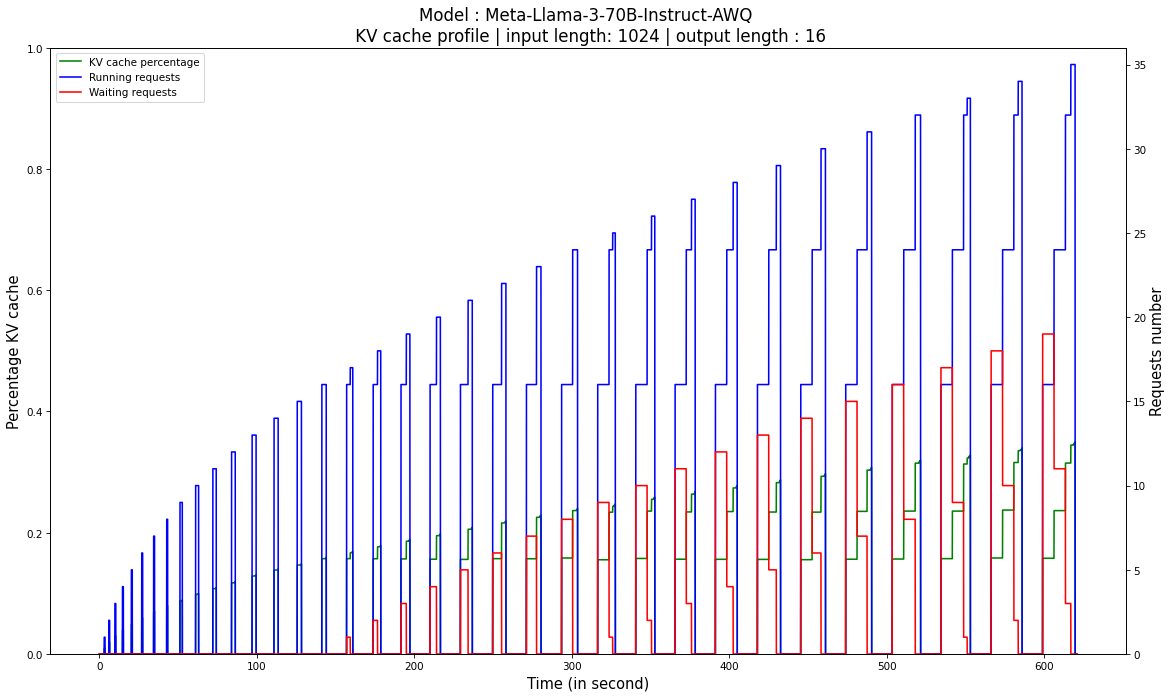 Model : Meta-Llama-3-70B-Instruct-AWQ
KV cache profile | input length: 1024 | output length : 16
KV cache percentage
Running requests
Waiting requests
1.0
0.8
0.6
0.4
0.2
0.0
Percentage KV cache
35
30
25
20
15
10
5
0
Requests number
0 100 200 300 400 500 600
Time (in second)